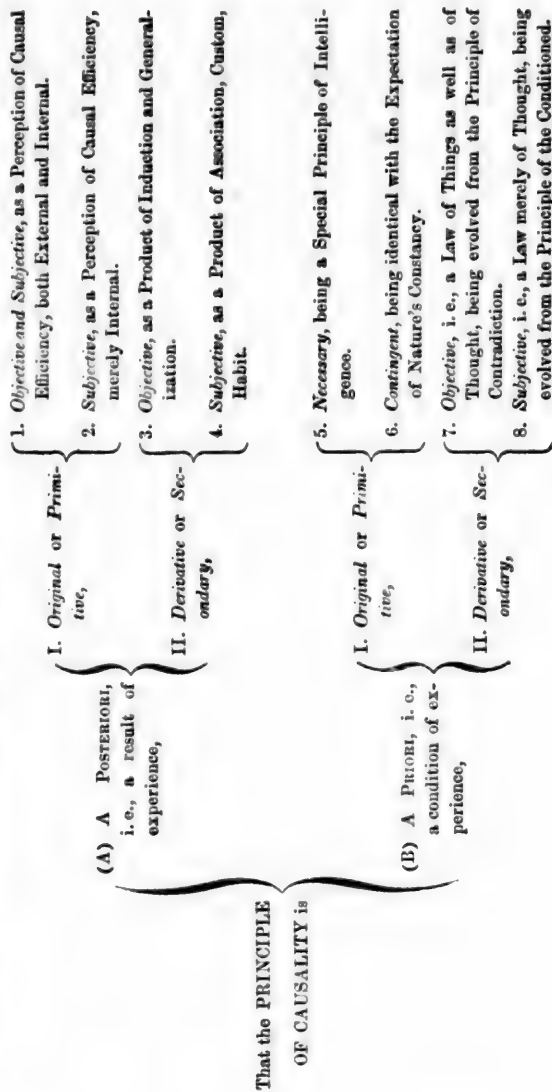 That the PRINCIPLE
OF CAUSALITY is
(A) A POSTERIORI,
i. e., a result of
experience,
I. Original or Primi-
tive,
1. Objective and Subjective, as a Perception of Causal
Efficiency, both External and Internal.
2. Subjective, as a Perception of Causal Efficiency,
merely Internal.
II. Derivative or Sec-
ondary,
3. Objective, as a Product of Induction and General-
ization.
4. Subjective, as a Product of Association, Custom,
Habit.
(B) A PRIORI, i. e.,
a condition of ex-
perience,
I. Original or Primi-
tive,
5. Necessary, being a Special Principle of Intelli-
gence.
6. Contingent, being identical with the Expectation
of Nature's Constancy.
II. Derivative or Sec-
ondary,
7. Objective, i. e., a Law of Things as well as of
Thought, being evolved from the Principle of
Contradiction.
8. Subjective, i. e., a Law merely of Thought, being
evolved from the Principle of the Conditioned.